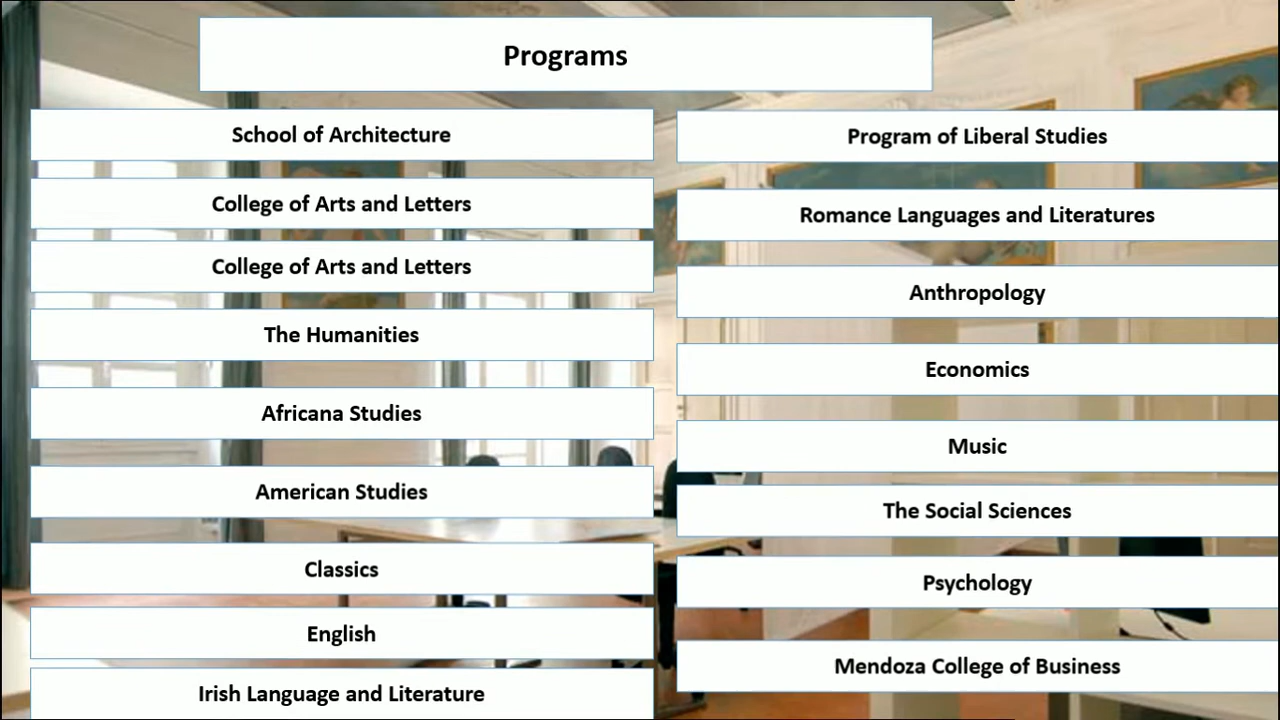 Programs
School of Architecture
College of Arts and Letters
College of Arts and Letters
The Humanities
Africana Studies
American Studies
Classics
English
Irish Language and Literature
Program of Liberal Studies
Romance Languages and Literatures
Anthropology
Economics
Music
The Social Sciences
Psychology
Mendoza College of Business